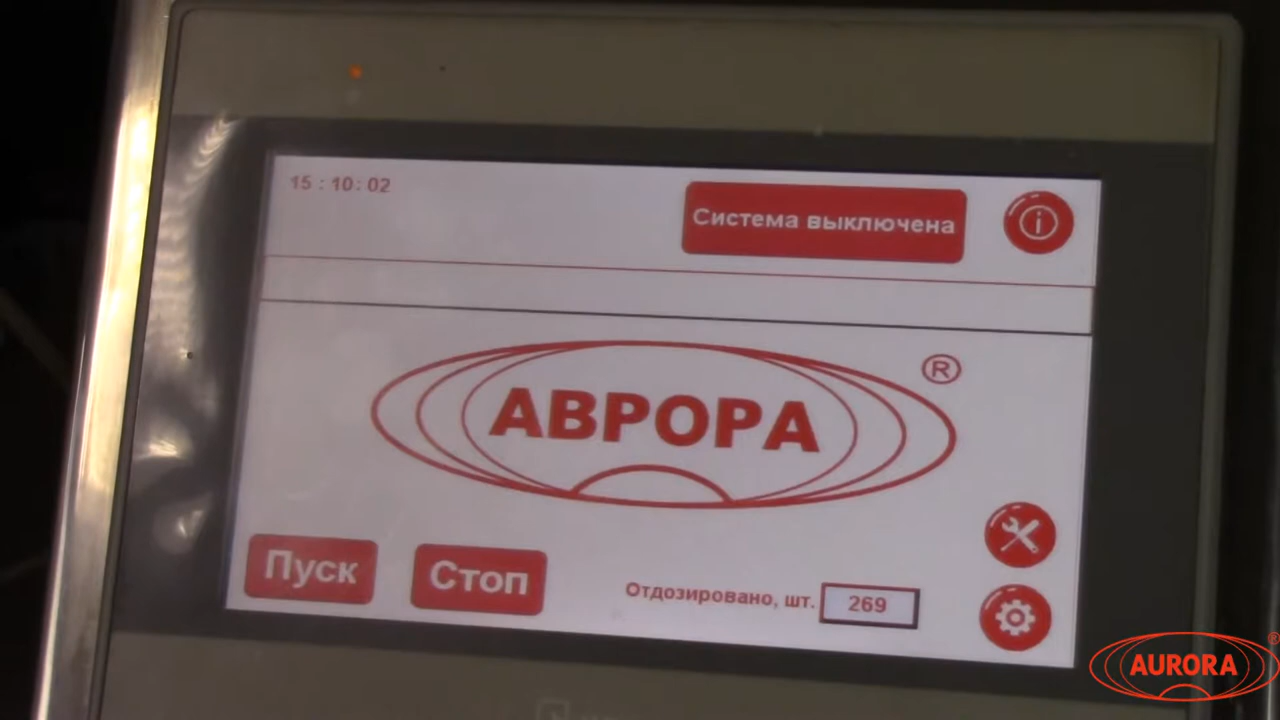 15 : 10 : 02
Система выключена
i
АВРОРА ®
Пуск
Стоп
Отдозировано, шт. 269
AURORA ®